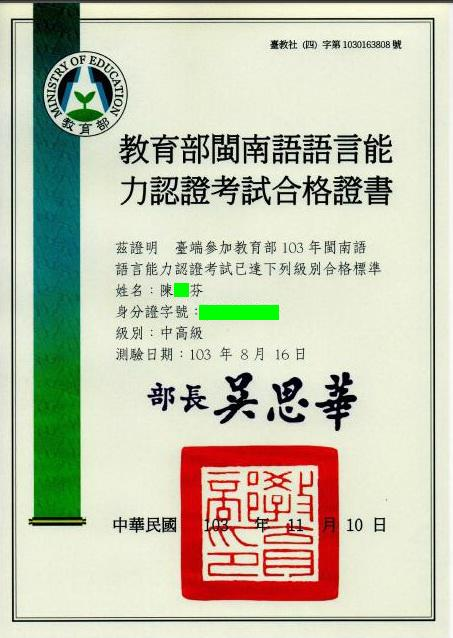 臺教社（四）字第 1030163808 號
MINISTRY OF EDUCATION
教育部
教育部閩南語語言能
力認證考試合格證書
茲證明　臺端參加教育部 103 年閩南語
語言能力認證考試已達下列級別合格標準
姓名：陳 芬
身分證字號：
級別：中高級
測驗日期：103 年 8 月 16 日
部長 吳思華
教育部印
中華民國 103 年 11 月 10 日